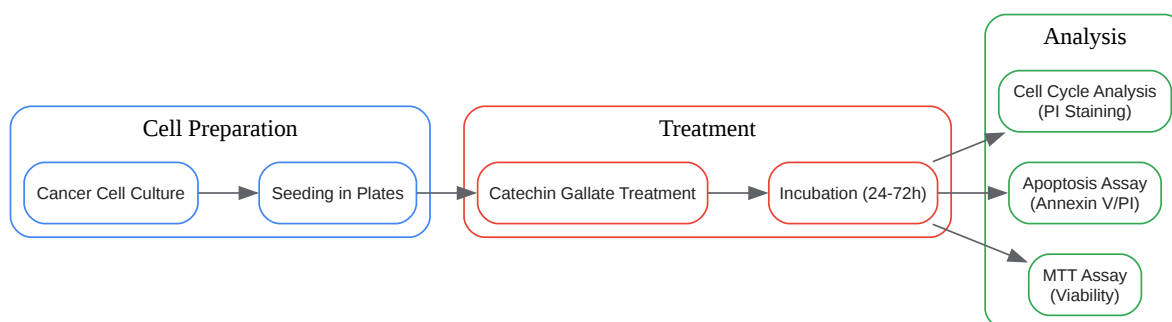 Cell Preparation
Cancer Cell Culture
Seeding in Plates
Treatment
Catechin Gallate Treatment
Incubation (24-72h)
Analysis
Cell Cycle Analysis
(PI Staining)
Apoptosis Assay
(Annexin V/PI)
MTT Assay
(Viability)